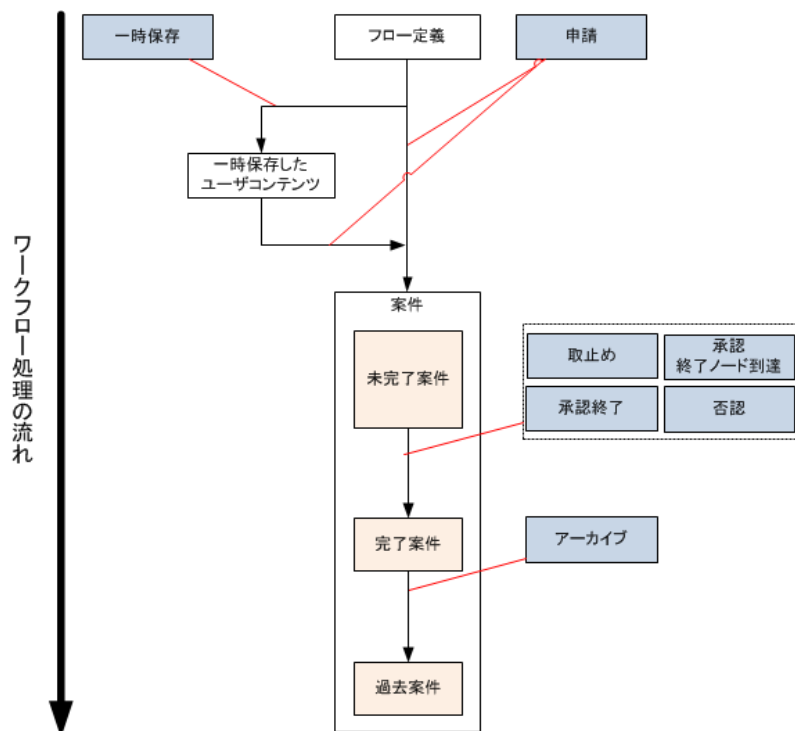 一時保存
フロー定義
申請
一時保存した
ユーザコンテンツ
ワークフロー処理の流れ
案件
未完了案件
取止め
承認
終了ノード到達
承認終了
否認
完了案件
アーカイブ
過去案件